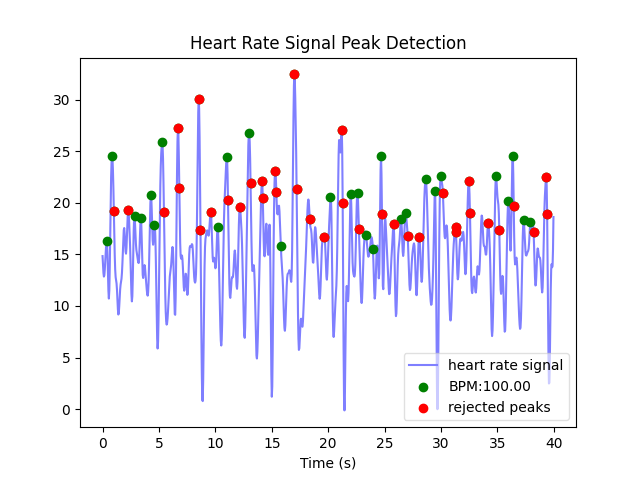 Heart Rate Signal Peak Detection
30
25
20
15
10
5
0
heart rate signal
BPM:100.00
rejected peaks
0 5 10 15 20 25 30 35 40
Time (s)